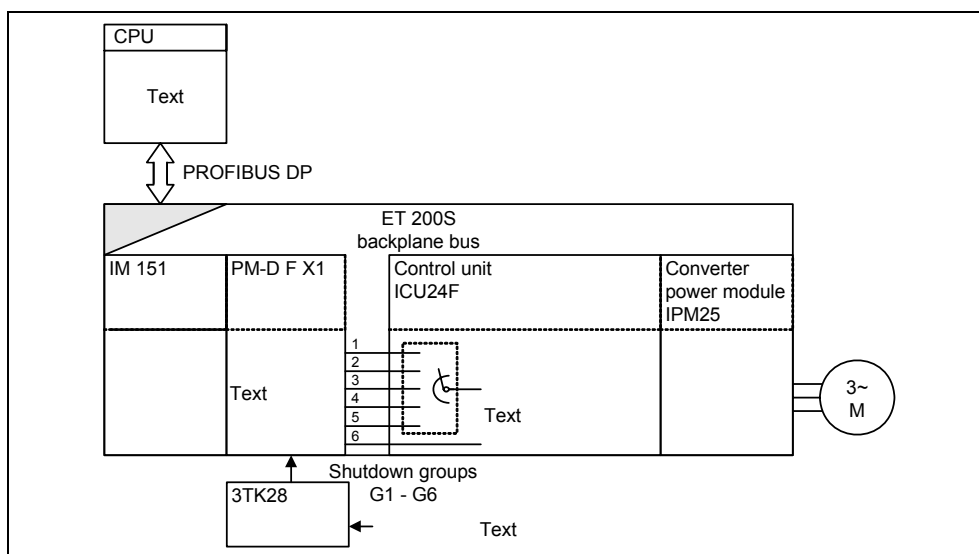 CPU
Text
PROFIBUS DP
ET 200S
backplane bus
IM 151
PM-D F X1
Control unit
ICU24F
Converter
power module
IPM25
1
2
3
4
5
6
Text
Text
3~
M
Shutdown groups
G1 - G6
3TK28
Text